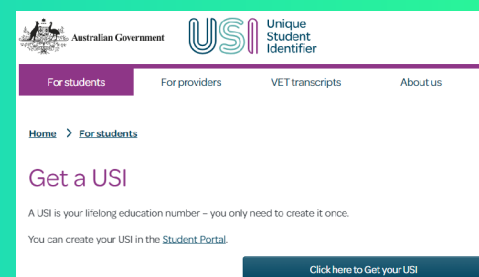 Australian Government
USI Unique
Student
Identifier
For students For providers VET transcripts About us
Home > For students
Get a USI
A USI is your lifelong education number – you only need to create it once.
You can create your USI in the Student Portal.
Click here to Get your USI